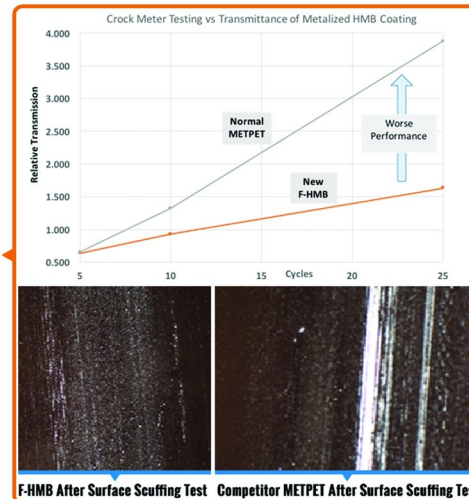 Crock Meter Testing vs Transmittance of Metalized HMB Coating
4.000
3.500
3.000
2.500
2.000
1.500
1.000
0.500
Relative Transmission
Normal
METPET
Worse
Performance
New
F-HMB
5
10
15
20
25
Cycles
F-HMB After Surface Scuffing Test
Competitor METPET After Surface Scuffing Te